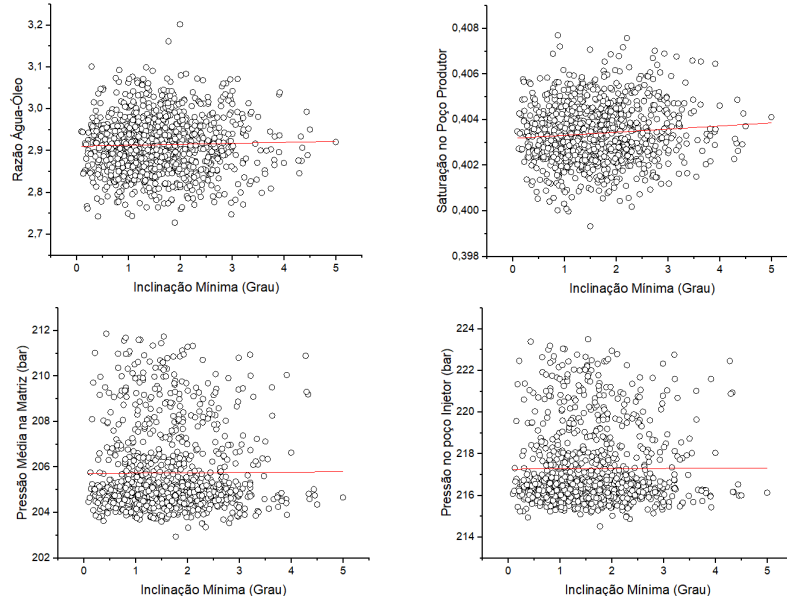 3,2
3,1
3,0
2,9
2,8
2,7
Razão Água-Óleo
0 1 2 3 4 5
Inclinação Mínima (Grau)
0,408
0,406
0,404
0,402
0,400
0,398
Saturação no Poço Produtor
0 1 2 3 4 5
Inclinação Mínima (Grau)
212
210
208
206
204
202
Pressão Média na Matriz (bar)
0 1 2 3 4 5
Inclinação Mínima (Grau)
224
222
220
218
216
214
Pressão no poço Injetor (bar)
0 1 2 3 4 5
Inclinação Mínima (Grau)